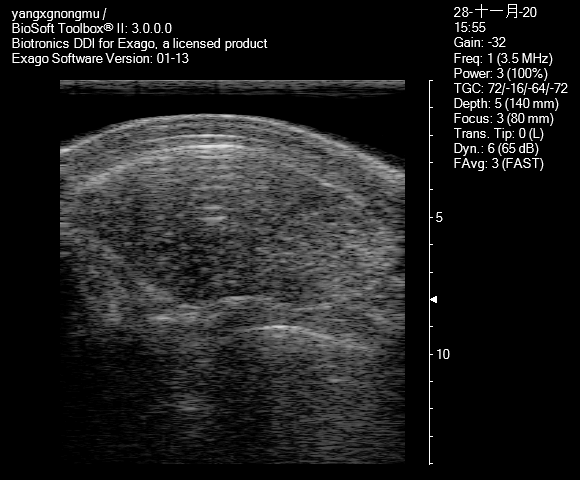 yangxgnongmu /
BioSoft Toolbox® II: 3.0.0.0
Biotronics DDI for Exago, a licensed product
Exago Software Version: 01-13
28-十一月-20
15:55
Gain: -32
Freq: 1 (3.5 MHz)
Power: 3 (100%)
TGC: 72/-16/-64/-72
Depth: 5 (140 mm)
Focus: 3 (80 mm)
Trans. Tip: 0 (L)
Dyn.: 6 (65 dB)
FAvg: 3 (FAST)
5
10